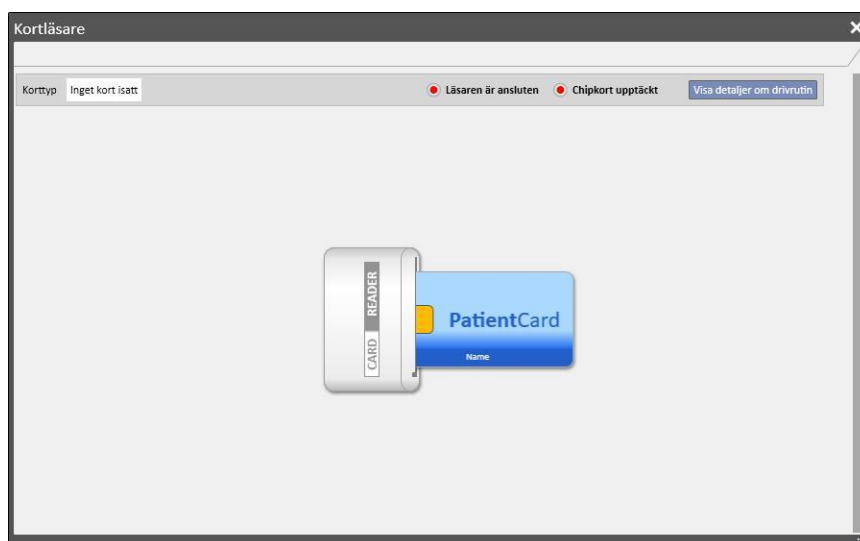 Kortläsare
Korttyp Inget kort isatt Läsaren är ansluten Chipkort upptäckt Visa detaljer om drivrutin
CARD READER
PatientCard
Name